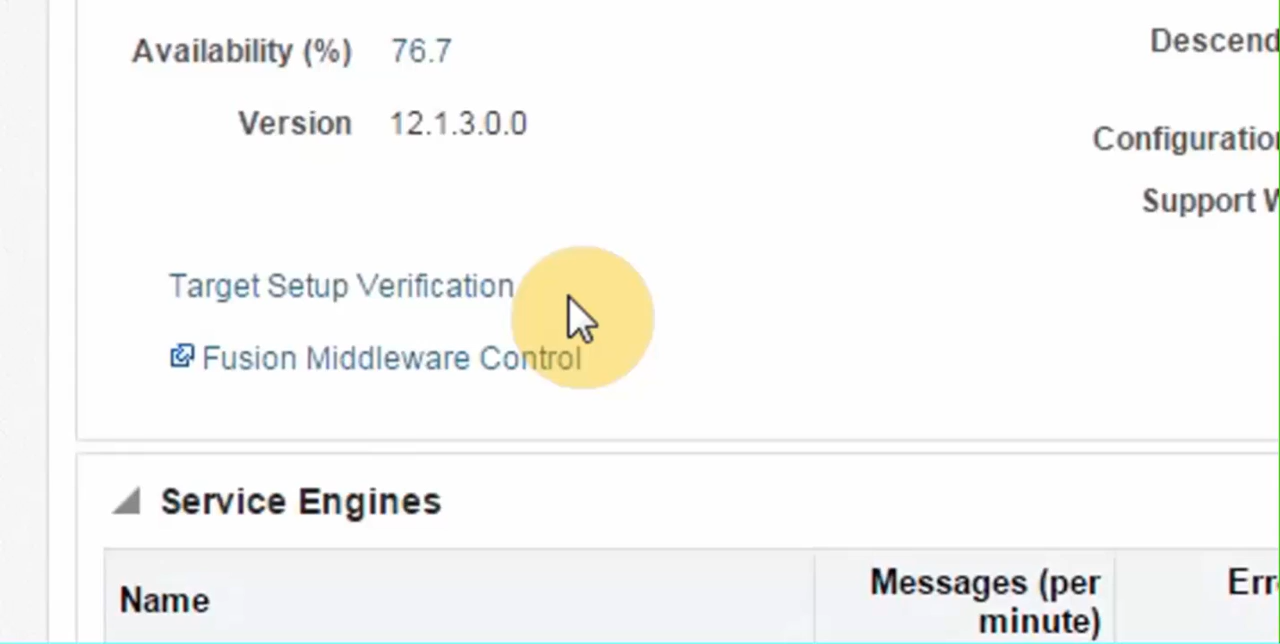 Availability (%) 76.7
Descend
Version 12.1.3.0.0
Configuration
Support W
Target Setup Verification
Fusion Middleware Control
Service Engines
Name
Messages (per
minute)
Err